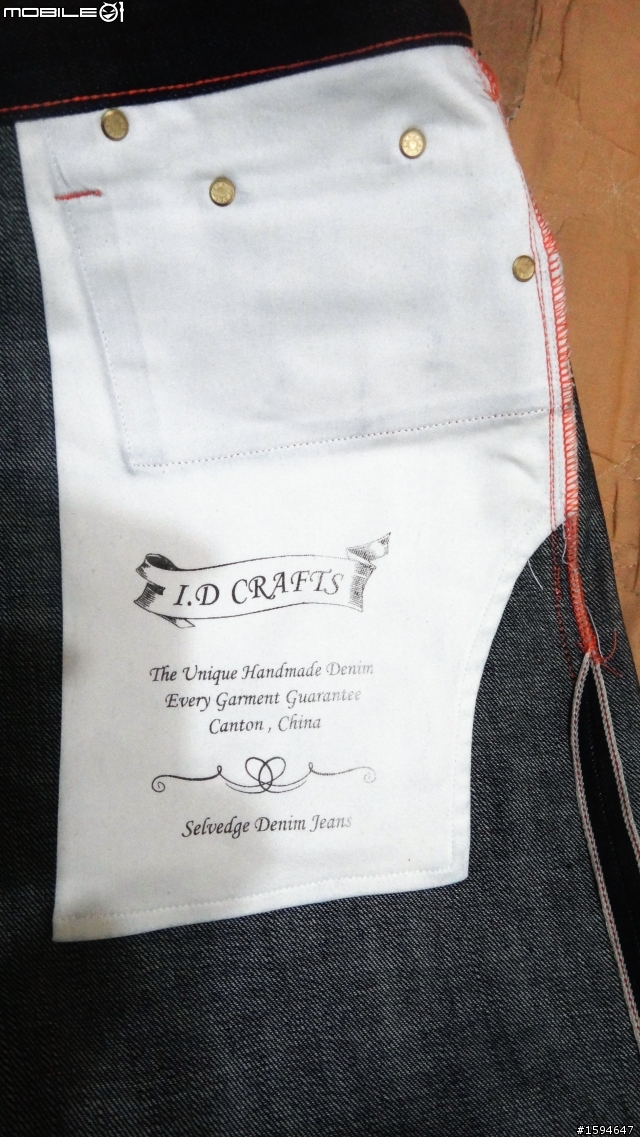 MOBILE01
I.D CRAFTS
The Unique Handmade Denim
Every Garment Guarantee
Canton , China
Selvedge Denim Jeans
#1594647